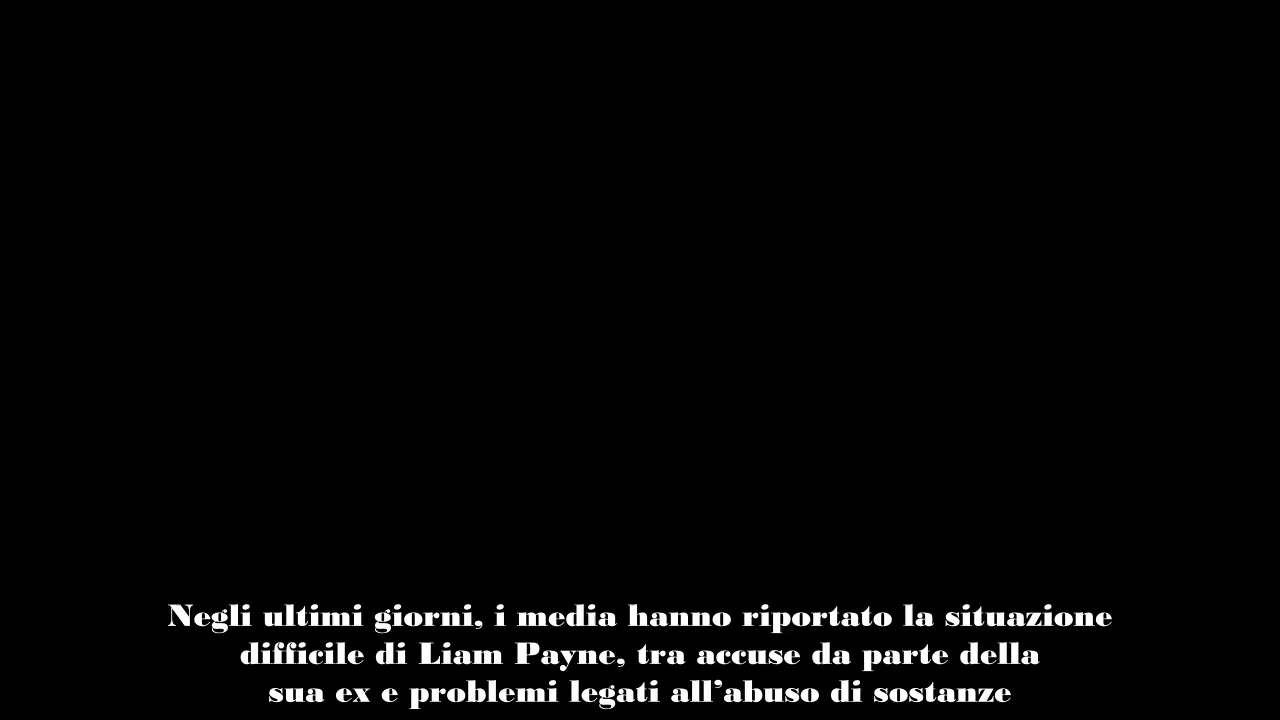 Negli ultimi giorni, i media hanno riportato la situazione
difficile di Liam Payne, tra accuse da parte della
sua ex e problemi legati all’abuso di sostanze